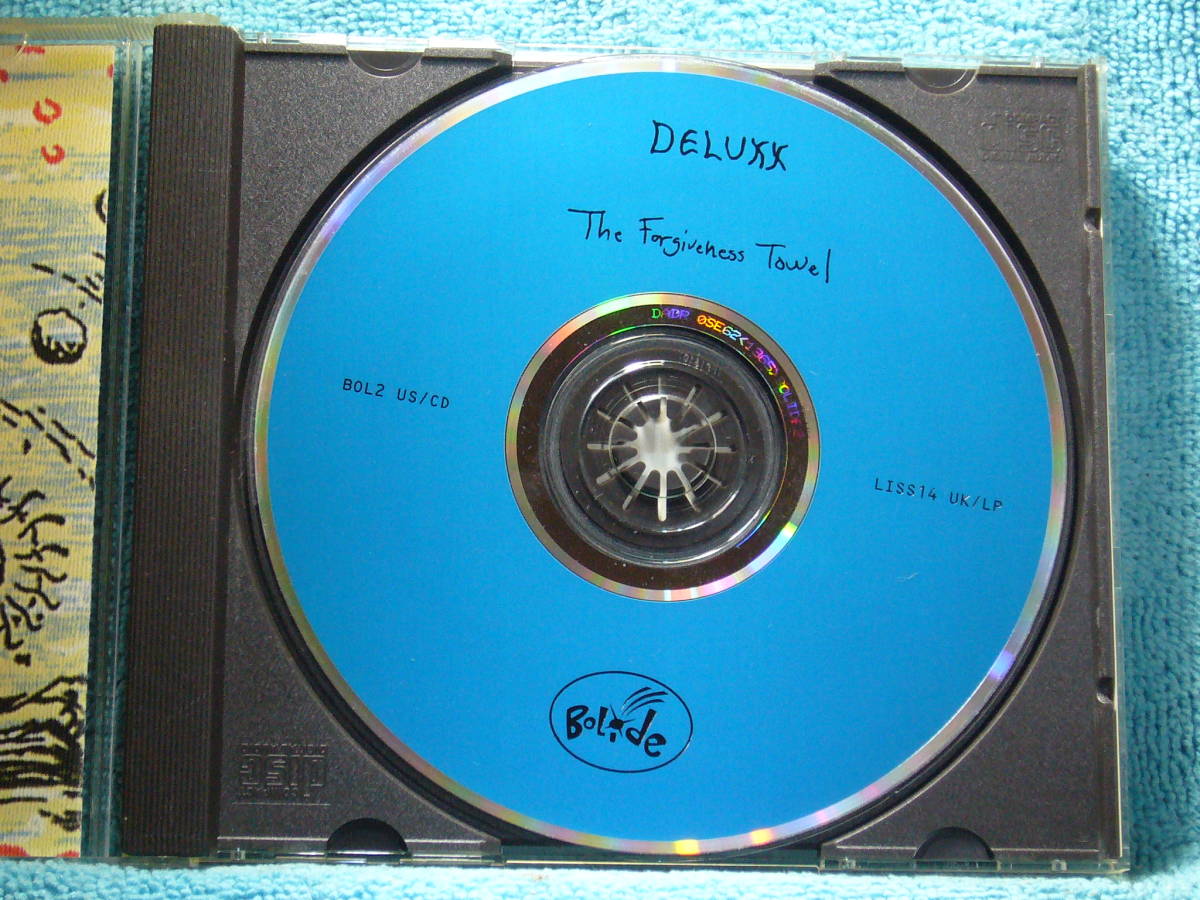 DELUXX
The Forgiveness Towel
BOL2 US/CD
LISS14 UK/LP
Bolide